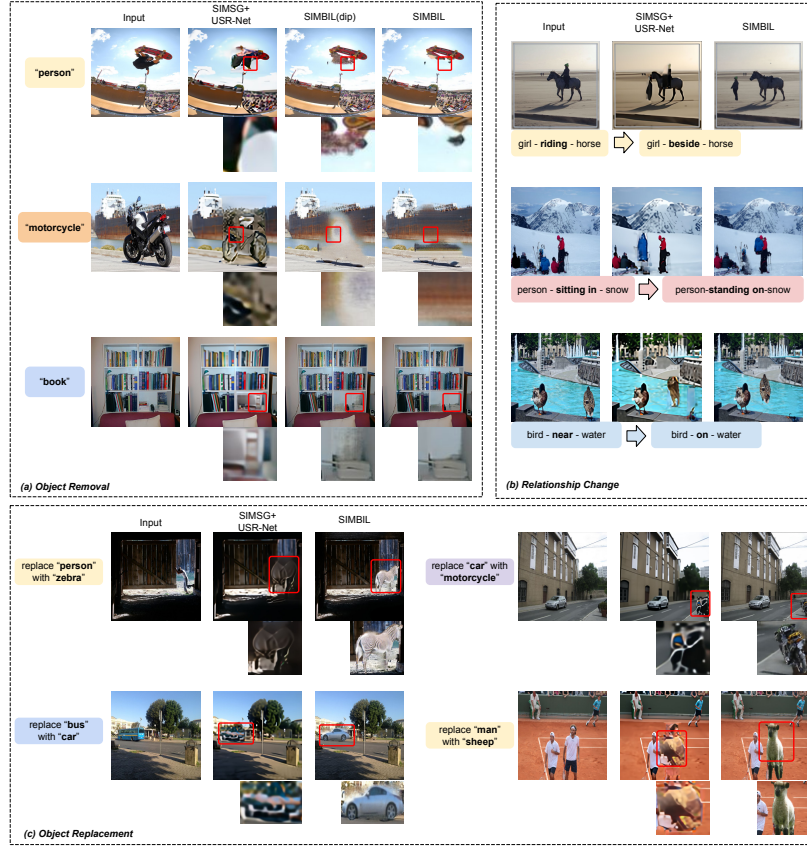 Input
SIMSG+
USR-Net
SIMBIL(dip)
SIMBIL
"person"
"motorcycle"
"book"
(a) Object Removal
Input
SIMSG+
USR-Net
SIMBIL
girl - riding - horse
girl - beside - horse
person - sitting in - snow
person-standing on-snow
bird - near - water
bird - on - water
(b) Relationship Change
Input
SIMSG+
USR-Net
SIMBIL
replace "person"
with "zebra"
replace "car" with
"motorcycle"
replace "bus"
with "car"
replace "man"
with "sheep"
(c) Object Replacement